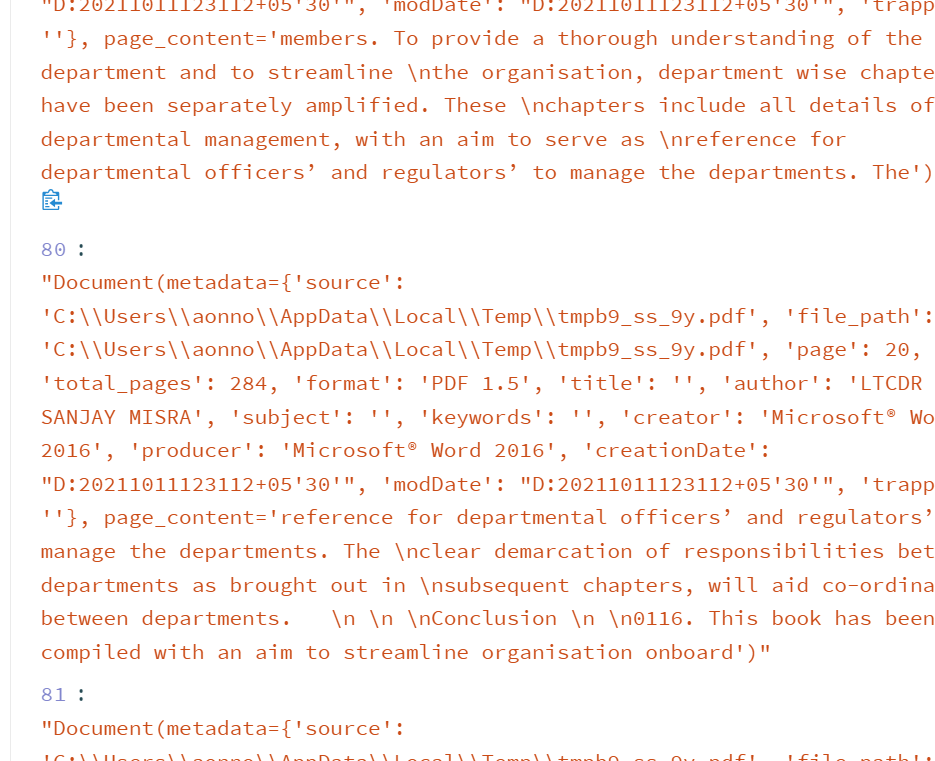 "D:20211011123112+05'30'", 'modDate': "D:20211011123112+05'30'", 'trapp
''}, page_content='members. To provide a thorough understanding of the
department and to streamline \nthe organisation, department wise chapte
have been separately amplified. These \nchapters include all details of
departmental management, with an aim to serve as \nreference for
departmental officers’ and regulators’ to manage the departments. The')
80 :
"Document(metadata={'source':
'C:\\Users\\aonno\\AppData\\Local\\Temp\\tmpb9_ss_9y.pdf', 'file_path':
'C:\\Users\\aonno\\AppData\\Local\\Temp\\tmpb9_ss_9y.pdf', 'page': 20,
'total_pages': 284, 'format': 'PDF 1.5', 'title': '', 'author': 'LTCDR
SANJAY MISRA', 'subject': '', 'keywords': '', 'creator': 'Microsoft® Wo
2016', 'producer': 'Microsoft® Word 2016', 'creationDate':
"D:20211011123112+05'30'", 'modDate': "D:20211011123112+05'30'", 'trapp
''}, page_content='reference for departmental officers’ and regulators’
manage the departments. The \nclear demarcation of responsibilities bet
departments as brought out in \nsubsequent chapters, will aid co-ordina
between departments.   \n \n \nConclusion \n \n0116. This book has been
compiled with an aim to streamline organisation onboard')"
81 :
"Document(metadata={'source':
'C:\\Users\\aonno\\AppData\\Local\\Temp\\tmpb9_ss_9y.pdf', 'file_path':